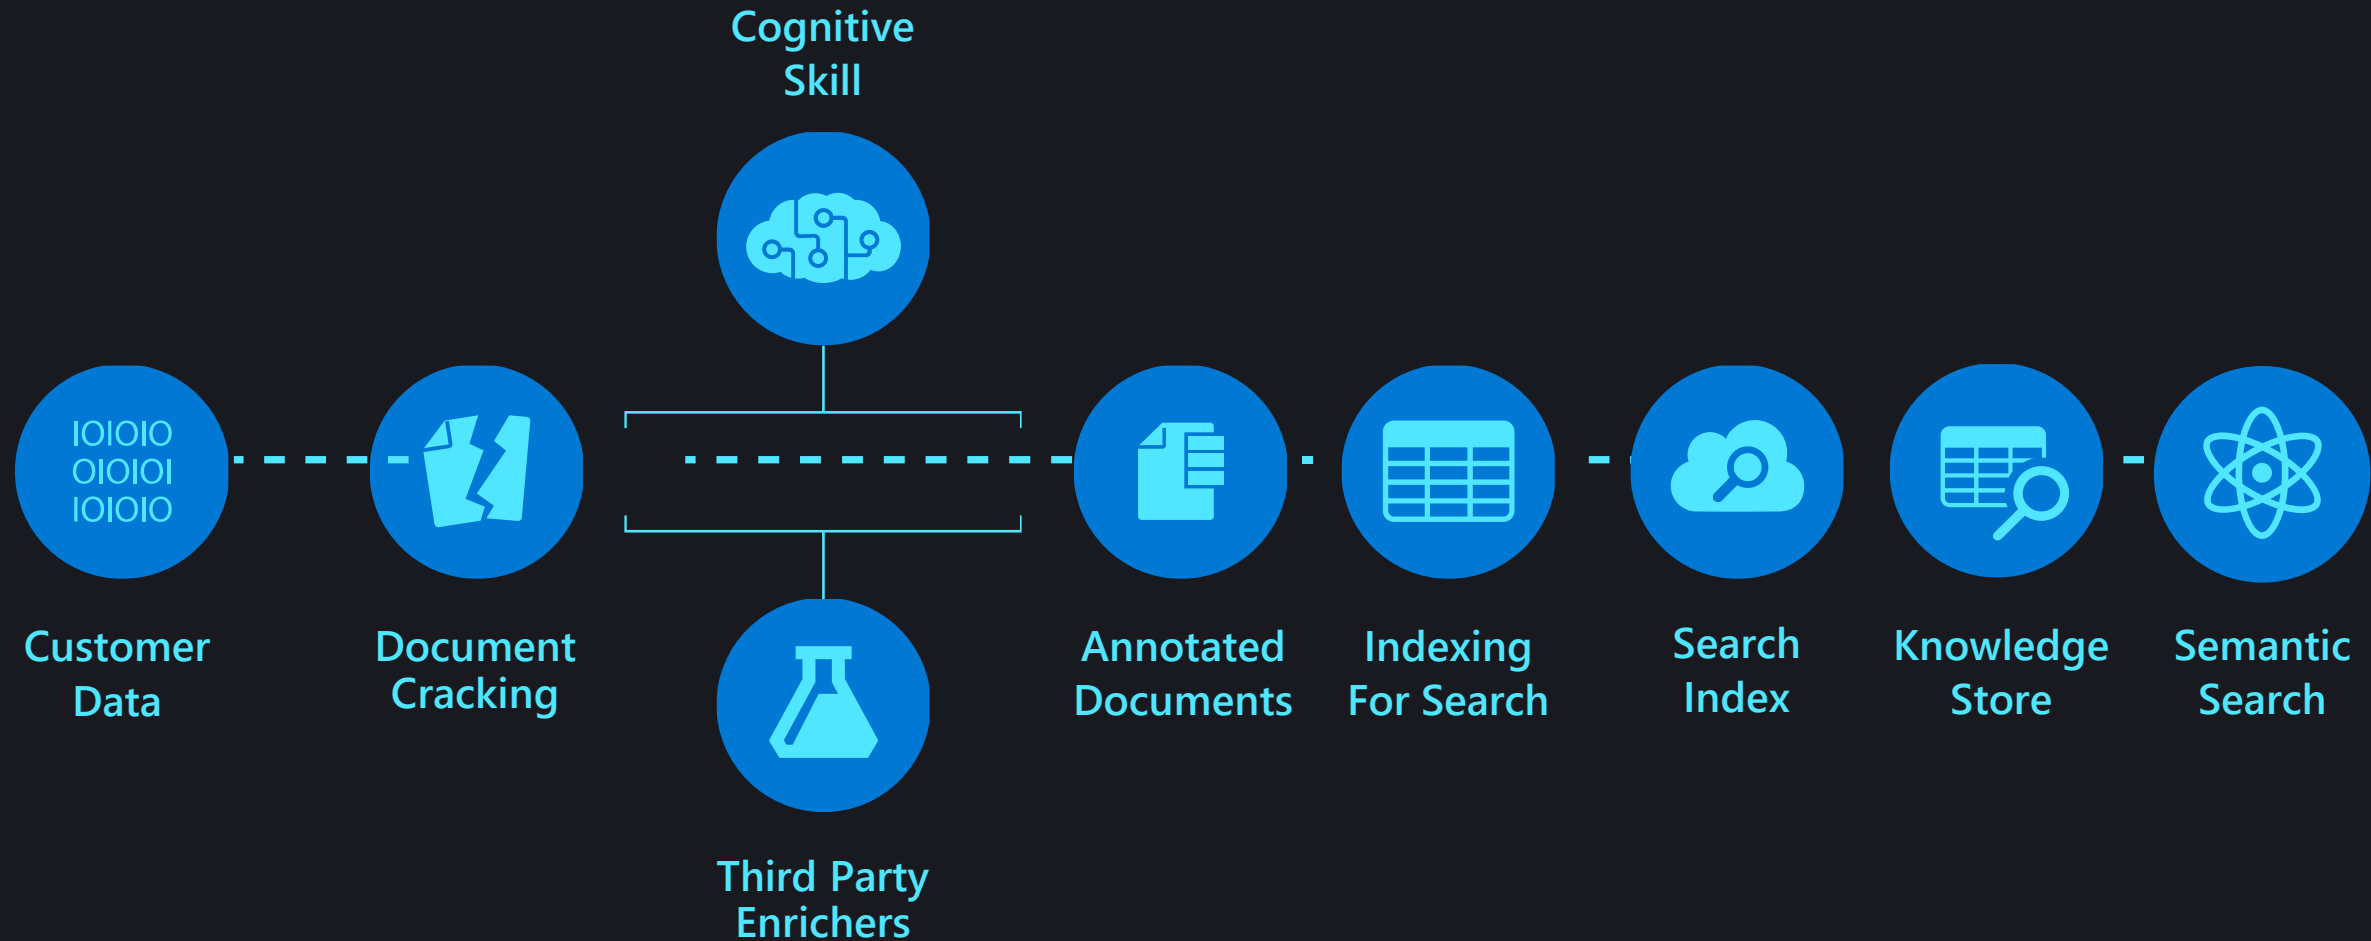 Cognitive
Skill
IOIOIO
OIOIOI
IOIOIO
Customer
Data
Document
Cracking
Third Party
Enrichers
Annotated
Documents
Indexing
For Search
Search
Index
Knowledge
Store
Semantic
Search